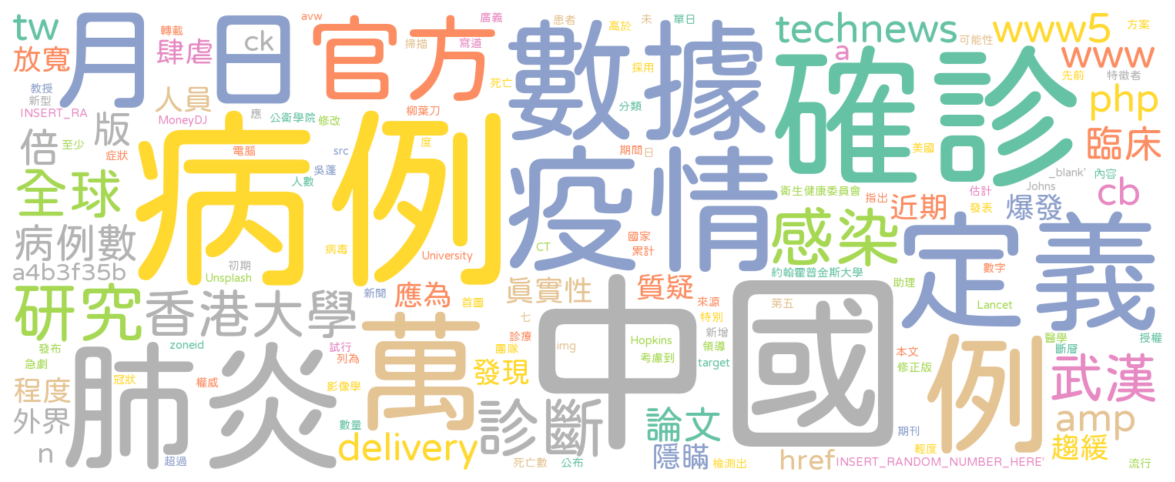 tw
放寬
月日
肆虐
轉載
ck
avw
官方
掃描
廣義
寫道
數據
患者
高於
未
單日
採用
死亡
分類
technews
a
可能性
www5
www
方案
先前
特徵者
php
確診
臨床
教授
新型
INSERT_RA
人員
MoneyDJ
應
公衛學院
修改
柳葉刀
倍
版
至少
症狀
病例
電腦
src
吳蓬
人數
度
期間
日
疫情
美國
_blank'
內容
cb
全球
衛生健康委員會
指出
估計
Johns
發表
近期
爆發
感染
定義
病例數
a4b3f35b
初期
Unsplash
病毒
University
CT
國家
累計
約翰霍普金斯大學
助理
數字
研究
香港大學
新聞
應為
首圖
真實性
質疑
來源
特別
新增
領導
第五
Lancet
中國
發布
急劇
zoneid
試行
列為
萬
七
診療
團隊
發現
img
Hopkins
考慮到
target
例
本文
修正版
醫學
斷層
授權
肺炎
程度
外界
n
冠狀
權威
超過
影像學
數量
delivery
診斷
死亡數
公布
論文
隱瞞
檢測出
href
期刊
輕度
INSERT_RANDOM_NUMBER_HERE'
武漢
amp
趨緩
流行